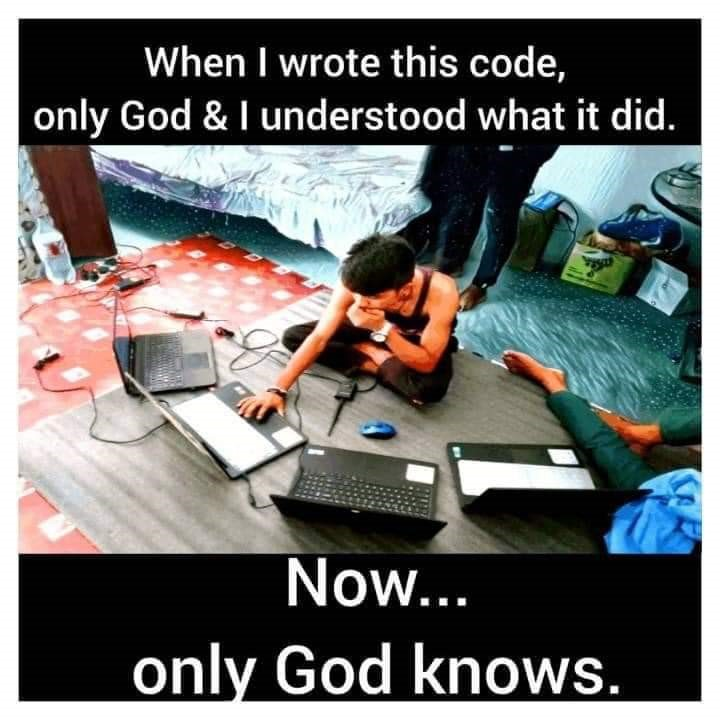 When I wrote this code,
only God & I understood what it did.
Now...
only God knows.